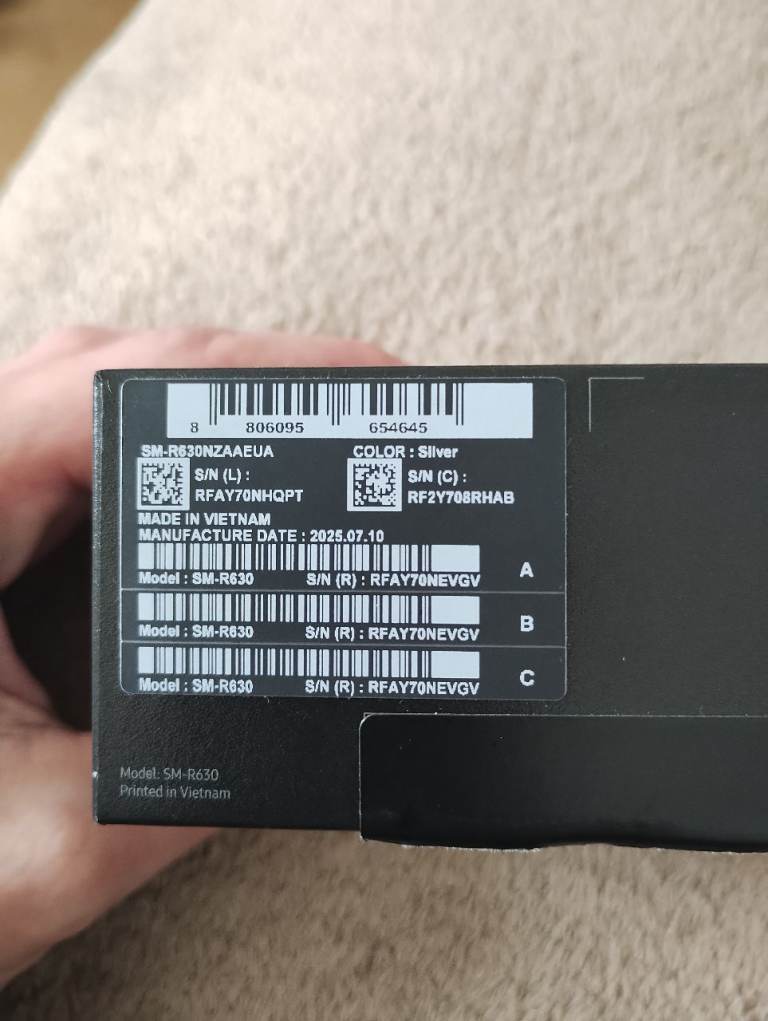 8 806095 654645
SM-R630NZAAEUA COLOR : Silver
S/N (L) : S/N (C) :
RFAY70NHQPT RF2Y708RHAB
MADE IN VIETNAM
MANUFACTURE DATE : 2025.07.10
A
Model : SM-R630 S/N (R) : RFAY70NEVGV
B
Model : SM-R630 S/N (R) : RFAY70NEVGV
C
Model : SM-R630 S/N (R) : RFAY70NEVGV
Model: SM-R630
Printed in Vietnam